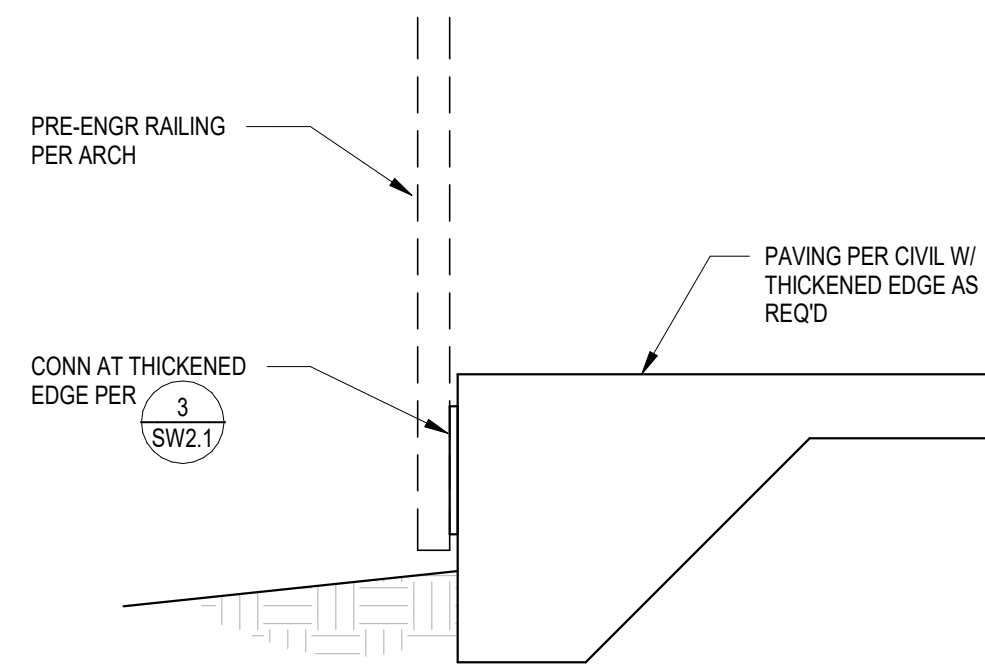 PRE-ENGR RAILING
PER ARCH
PAVING PER CIVIL W/
THICKENED EDGE AS
REQ'D
CONN AT THICKENED
EDGE PER
3
SW2.1